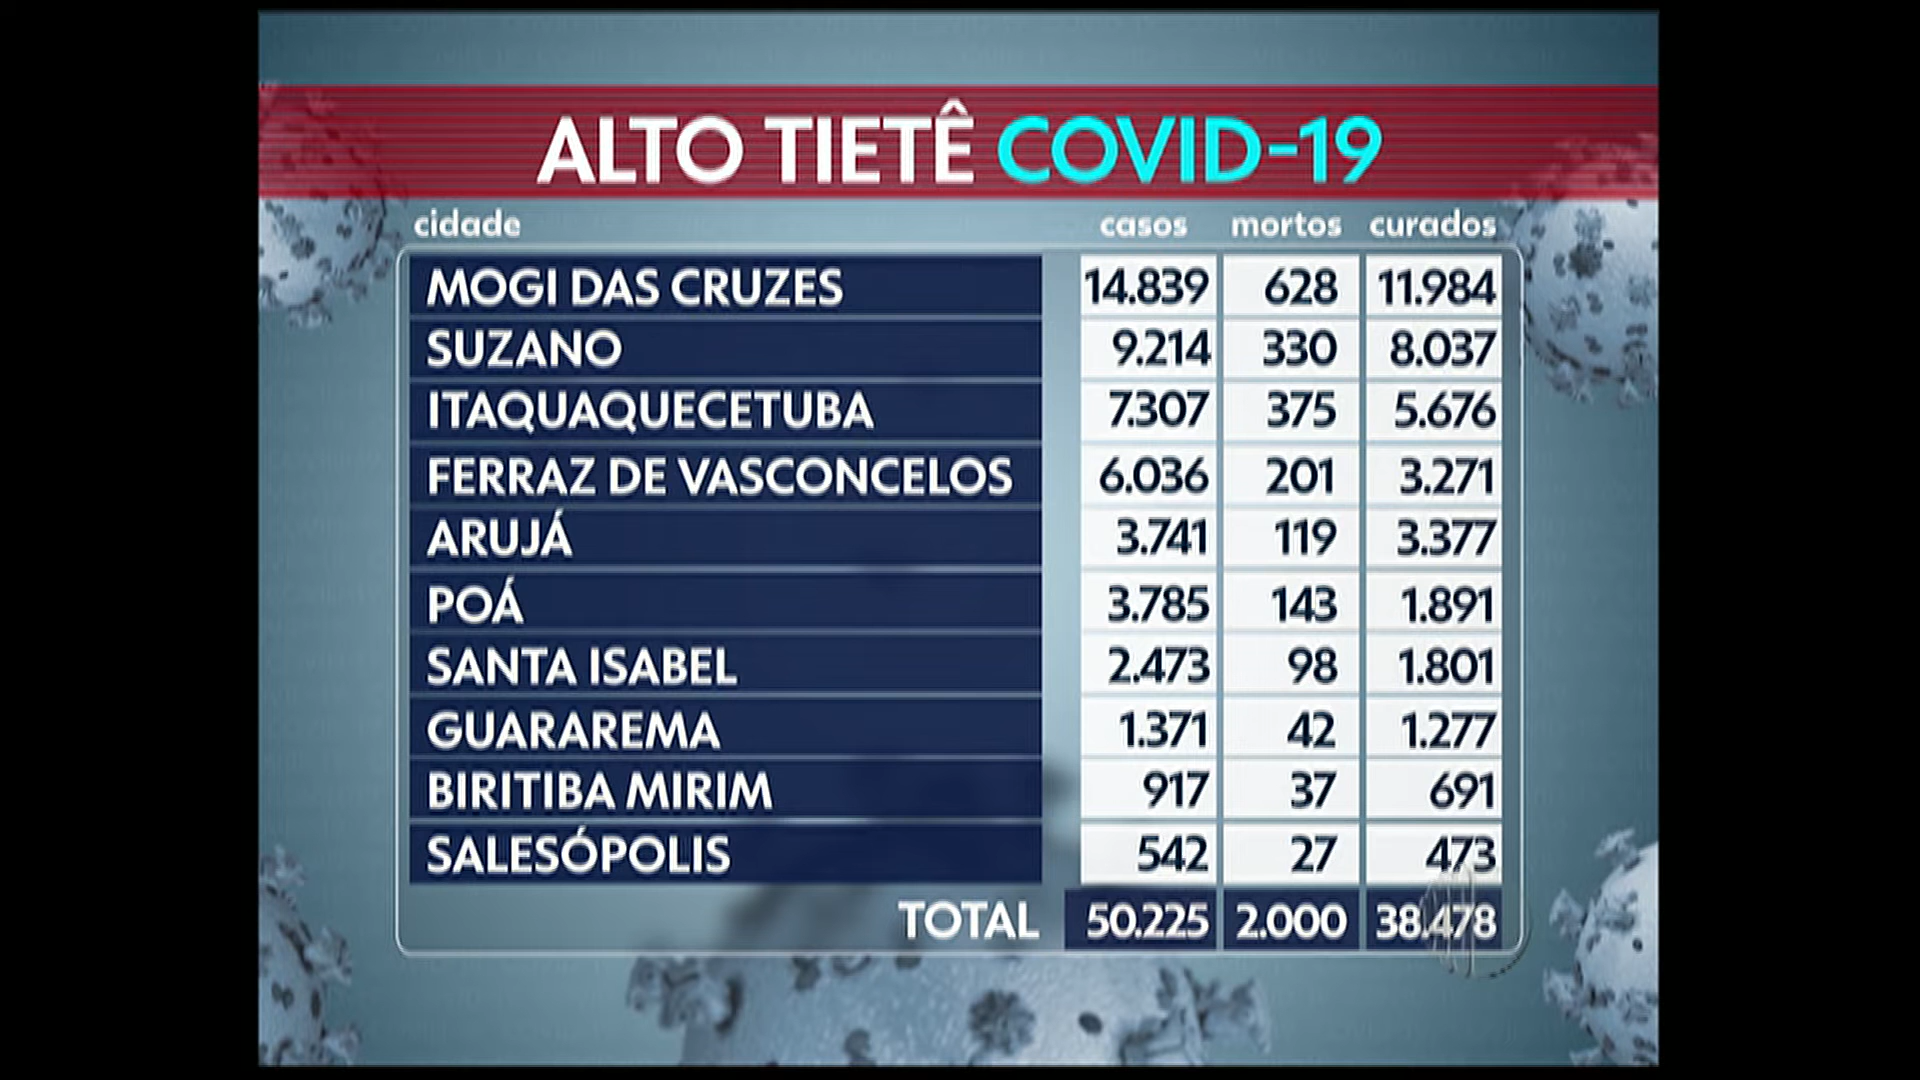 ALTO TIETÊ COVID-19
cidade casos mortos curados
MOGI DAS CRUZES 14.839 628 11.984
SUZANO 9.214 330 8.037
ITAQUAQUECETUBA 7.307 375 5.676
FERRAZ DE VASCONCELOS 6.036 201 3.271
ARUJÁ 3.741 119 3.377
POÁ 3.785 143 1.891
SANTA ISABEL 2.473 98 1.801
GUARAREMA 1.371 42 1.277
BIRITIBA MIRIM 917 37 691
SALESÓPOLIS 542 27 473
TOTAL 50.225 2.000 38.478